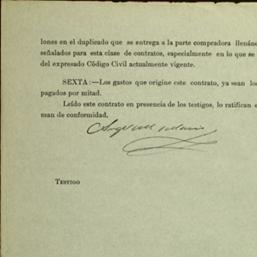 lones en el duplicado que se entrega a la parte compradora llenán
señalados para esta clase de contratos, especialmente en lo que se
del expresado Código Civil actualmente vigente.
SEXTA:—Los gastos que origine este contrato, ya sean los
pagados por mitad.
Leído este contrato en presencia de los testigos, lo ratifican e
man de conformidad.
TESTIGO